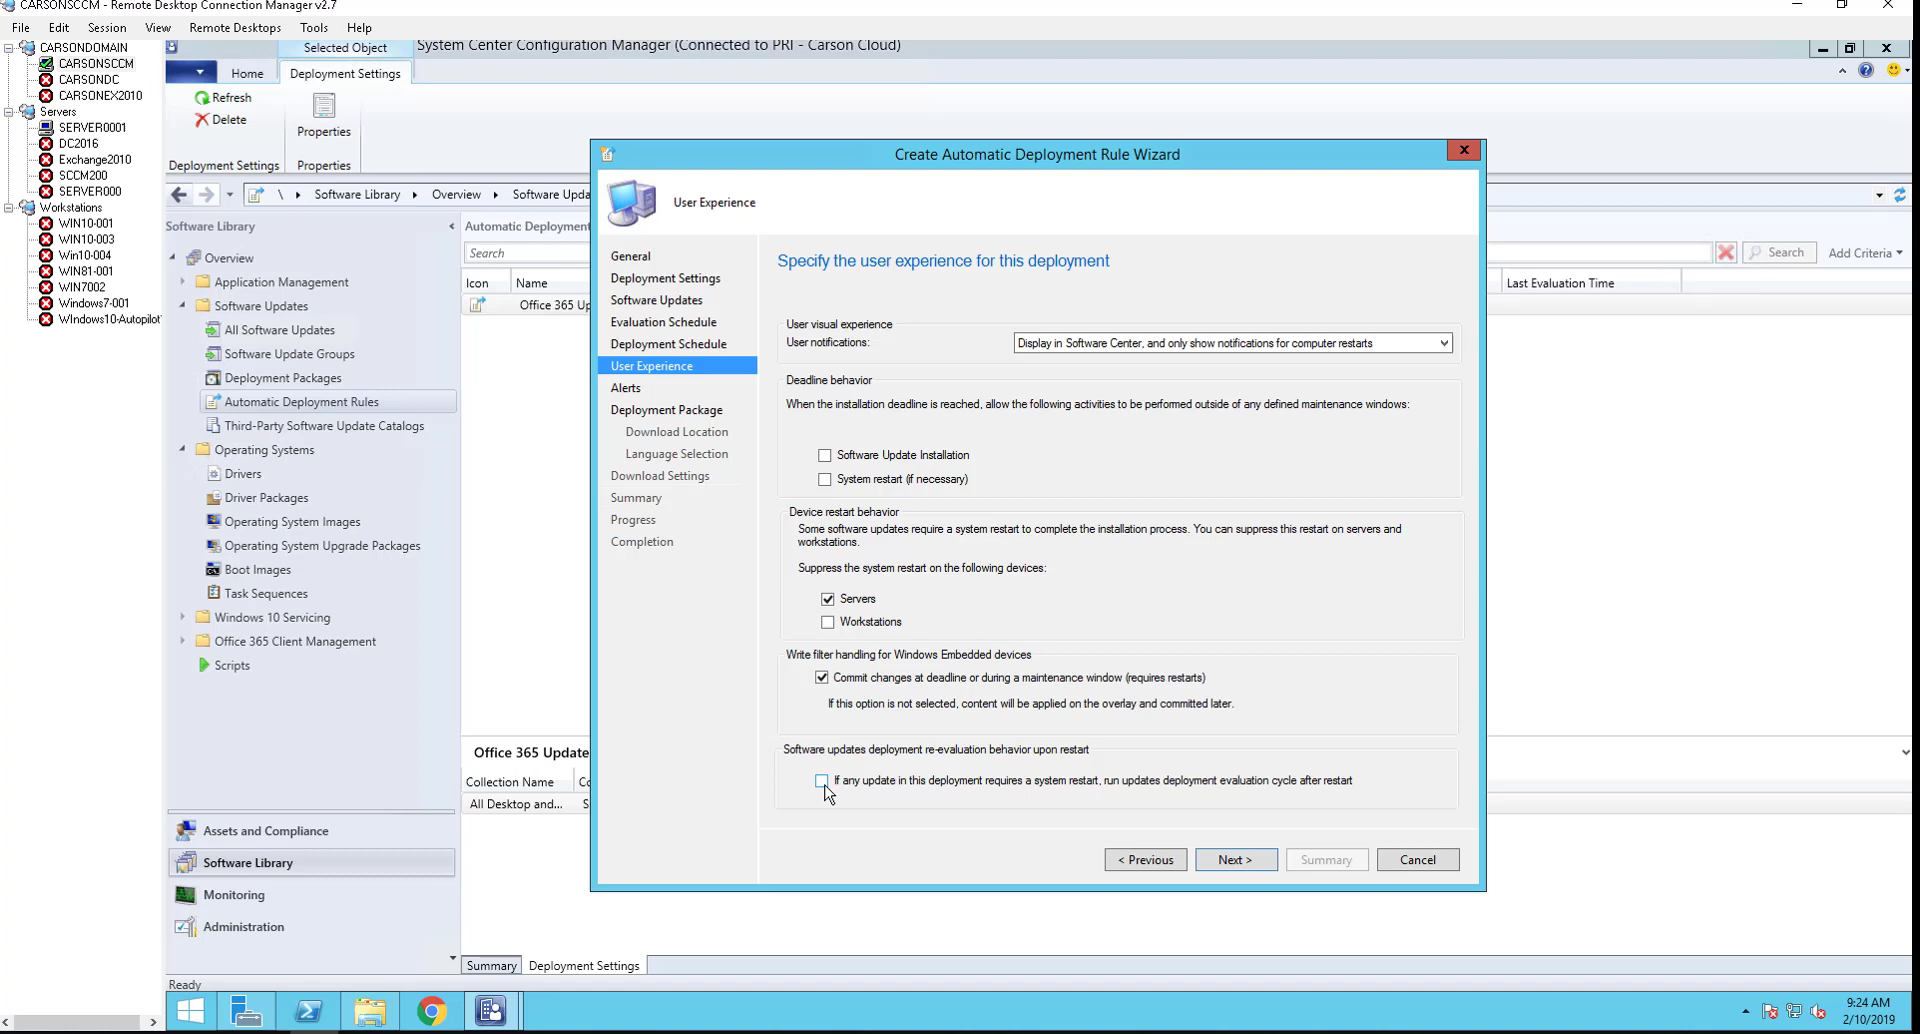 CARSONSCCM - Remote Desktop Connection Manager v2.7
File Edit Session View Remote Desktops Tools Help
CARSONDOMAIN
CARSONSCCM
CARSONDC
CARSONEX2010
Servers
SERVER0001
DC2016
Exchange2010
SCCM200
SERVER000
Workstations
WIN10-001
WIN10-003
Win10-004
WIN81-001
WIN7002
Windows7-001
WIndows10-Autopilot
Selected Object
System Center Configuration Manager (Connected to PRI - Carson Cloud)
Home
Deployment Settings
Refresh
Delete
Properties
Deployment Settings
Properties
\ Software Library Overview Software Upda
Software Library
Overview
Application Management
Software Updates
All Software Updates
Software Update Groups
Deployment Packages
Automatic Deployment Rules
Third-Party Software Update Catalogs
Operating Systems
Drivers
Driver Packages
Operating System Images
Operating System Upgrade Packages
Boot Images
Task Sequences
Windows 10 Servicing
Office 365 Client Management
Scripts
Assets and Compliance
Software Library
Monitoring
Administration
Automatic Deploymen
Search
Search
Add Criteria
Icon Name
Last Evaluation Time
Office 365 Up
Office 365 Update
Collection Name
All Desktop and...
Summary Deployment Settings
Create Automatic Deployment Rule Wizard
User Experience
General
Deployment Settings
Software Updates
Evaluation Schedule
Deployment Schedule
User Experience
Alerts
Deployment Package
Download Location
Language Selection
Download Settings
Summary
Progress
Completion
Specify the user experience for this deployment
User visual experience
User notifications:
Display in Software Center, and only show notifications for computer restarts
Deadline behavior
When the installation deadline is reached, allow the following activities to be performed outside of any defined maintenance windows:
Software Update Installation
System restart (if necessary)
Device restart behavior
Some software updates require a system restart to complete the installation process. You can suppress this restart on servers and
workstations.
Suppress the system restart on the following devices:
Servers
Workstations
Write filter handling for Windows Embedded devices
Commit changes at deadline or during a maintenance window (requires restarts)
If this option is not selected, content will be applied on the overlay and committed later.
Software updates deployment re-evaluation behavior upon restart
If any update in this deployment requires a system restart, run updates deployment evaluation cycle after restart
< Previous Next > Summary Cancel
Ready
9:24 AM
2/10/2019